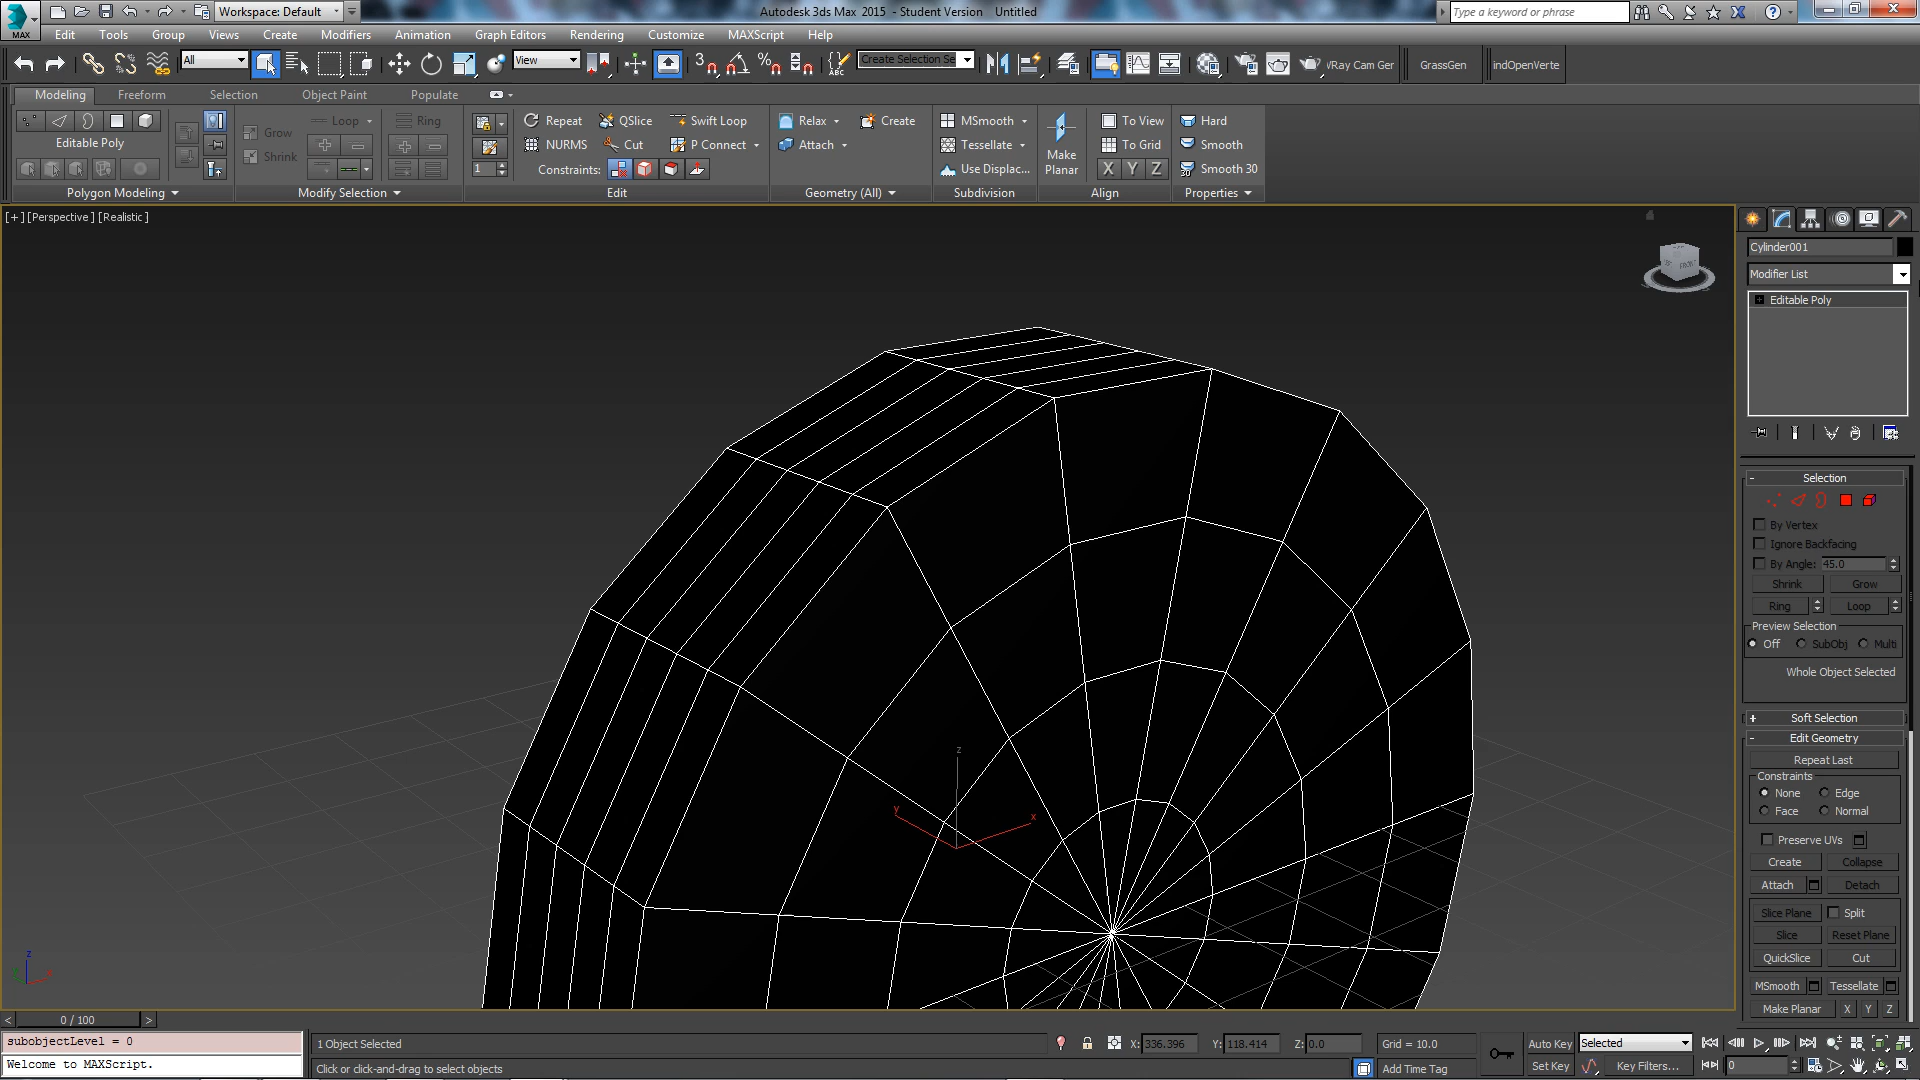 Workspace: Default
Autodesk 3ds Max 2015 - Student Version Untitled
Type a keyword or phrase
MAX
Edit Tools Group Views Create Modifiers Animation Graph Editors Rendering Customize MAXScript Help
All
View
3
ABC
Create Selection Se
VRay Cam Ger
GrassGen
indOpenVerte
Modeling Freeform Selection Object Paint Populate
Loop Ring
Repeat QSlice Swift Loop
Relax Create
MSmooth
To View
Hard
Editable Poly
Grow
NURMS Cut P Connect
Attach
Tessellate
Make Planar
To Grid
Smooth
Shrink
1
Constraints:
Use Displac...
X Y Z
Smooth 30
Polygon Modeling
Modify Selection
Edit
Geometry (All)
Subdivision
Align
Properties
[+] [Perspective] [Realistic]
FRONT
Cylinder001
Modifier List
Editable Poly
Selection
By Vertex
Ignore Backfacing
By Angle: 45.0
Shrink Grow
Ring Loop
Preview Selection
Off SubObj Multi
Whole Object Selected
Soft Selection
Edit Geometry
Repeat Last
Constraints
None Edge
Face Normal
Preserve UVs
Create Collapse
Attach Detach
Slice Plane Split
Slice Reset Plane
QuickSlice Cut
MSmooth Tessellate
Make Planar X Y Z
z
y
x
z
0 / 100
subobjectLevel = 0
Welcome to MAXScript.
1 Object Selected
X: 336.396 Y: 118.414 Z: 0.0
Grid = 10.0
Auto Key Selected
Click or click-and-drag to select objects
Add Time Tag
Set Key Key Filters...
0